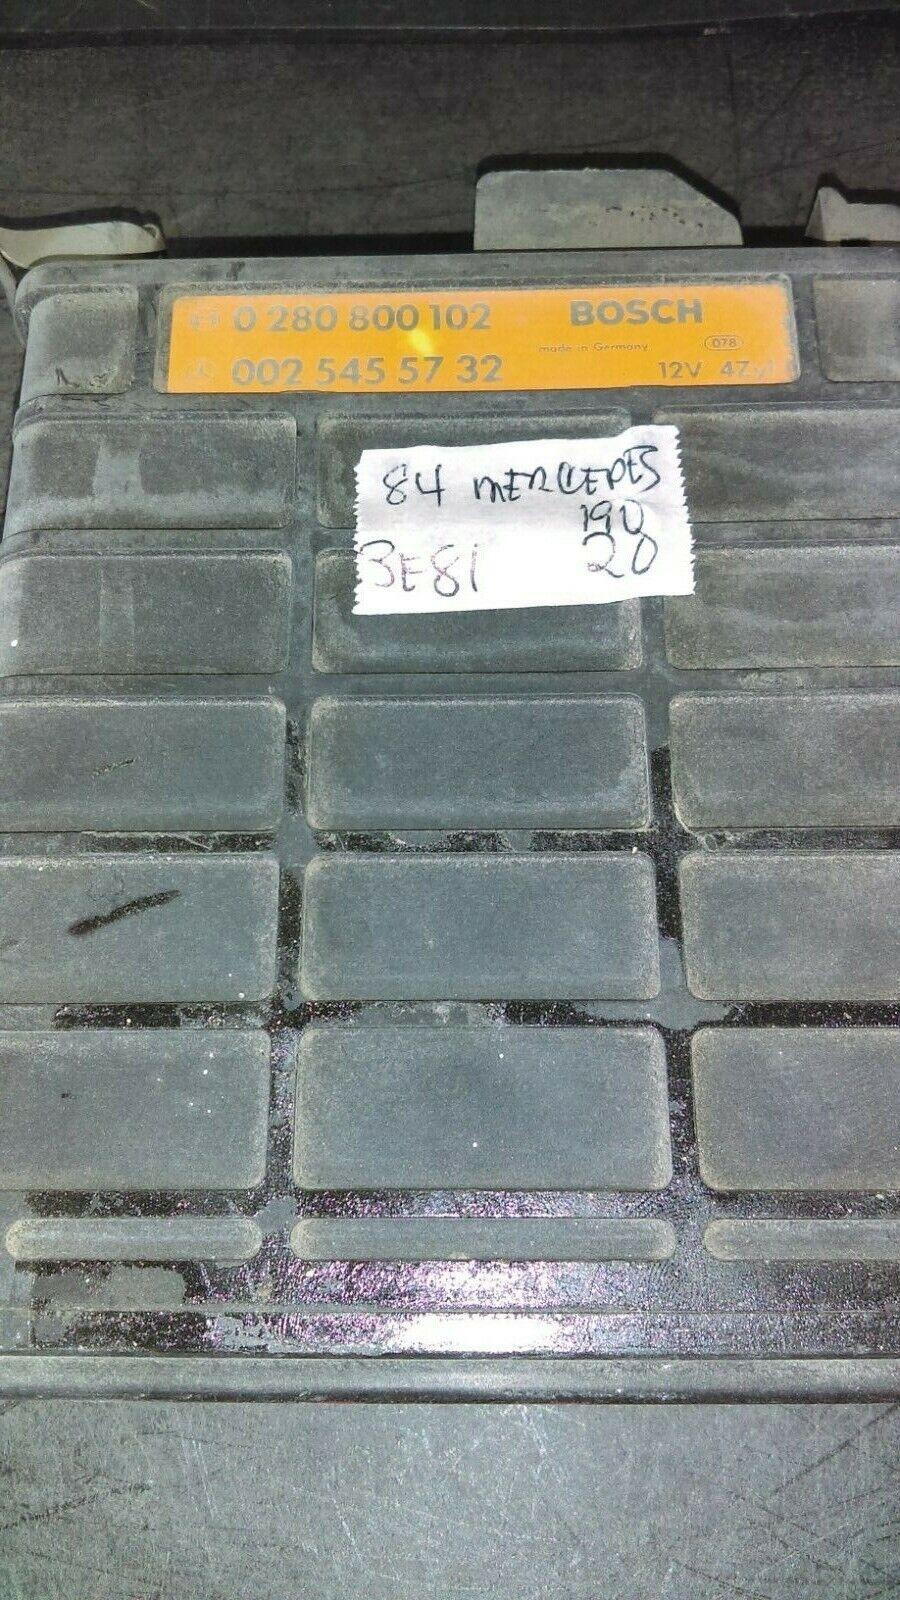 0 280 800 102 BOSCH
made in Germany 078
002 545 57 32 12V 4Zyl
84 MERCEDES
190
3E81 20